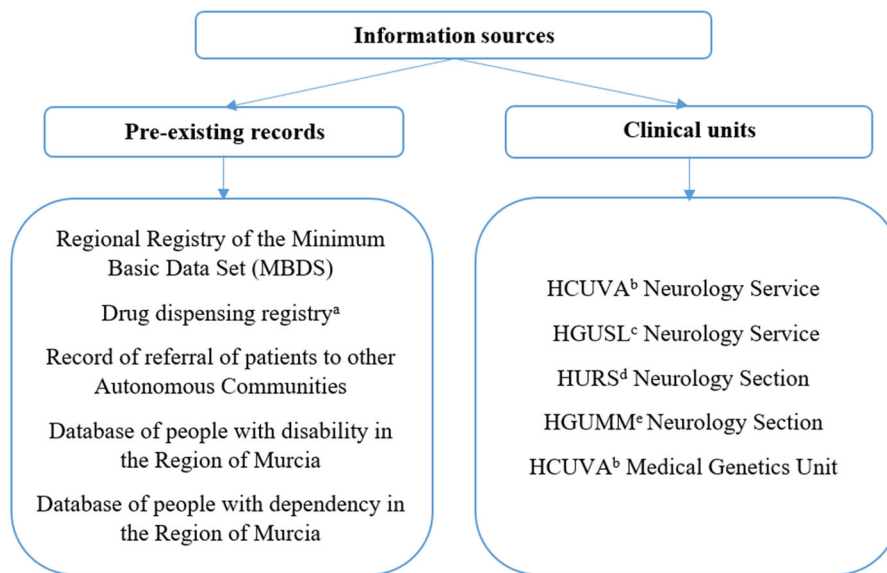 Information sources
Pre-existing records
Clinical units
Regional Registry of the Minimum
Basic Data Set (MBDS)
Drug dispensing registryᵃ
Record of referral of patients to other
Autonomous Communities
Database of people with disability in
the Region of Murcia
Database of people with dependency in
the Region of Murcia
HCUVAᵇ Neurology Service
HGUSLᶜ Neurology Service
HURSᵈ Neurology Section
HGUMMᵉ Neurology Section
HCUVAᵇ Medical Genetics Unit